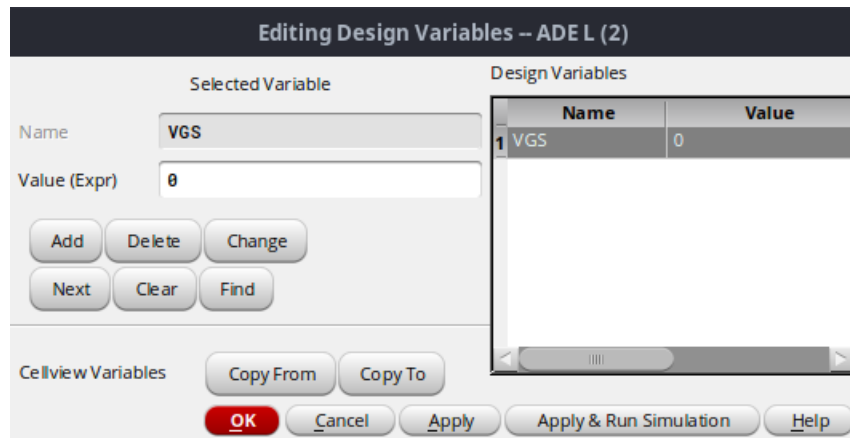 Editing Design Variables -- ADE L (2)
Selected Variable
Name VGS
Value (Expr) 0
Add Delete Change
Next Clear Find
Design Variables
Name Value
1 VGS 0
Cellview Variables Copy From Copy To
OK Cancel Apply Apply & Run Simulation Help